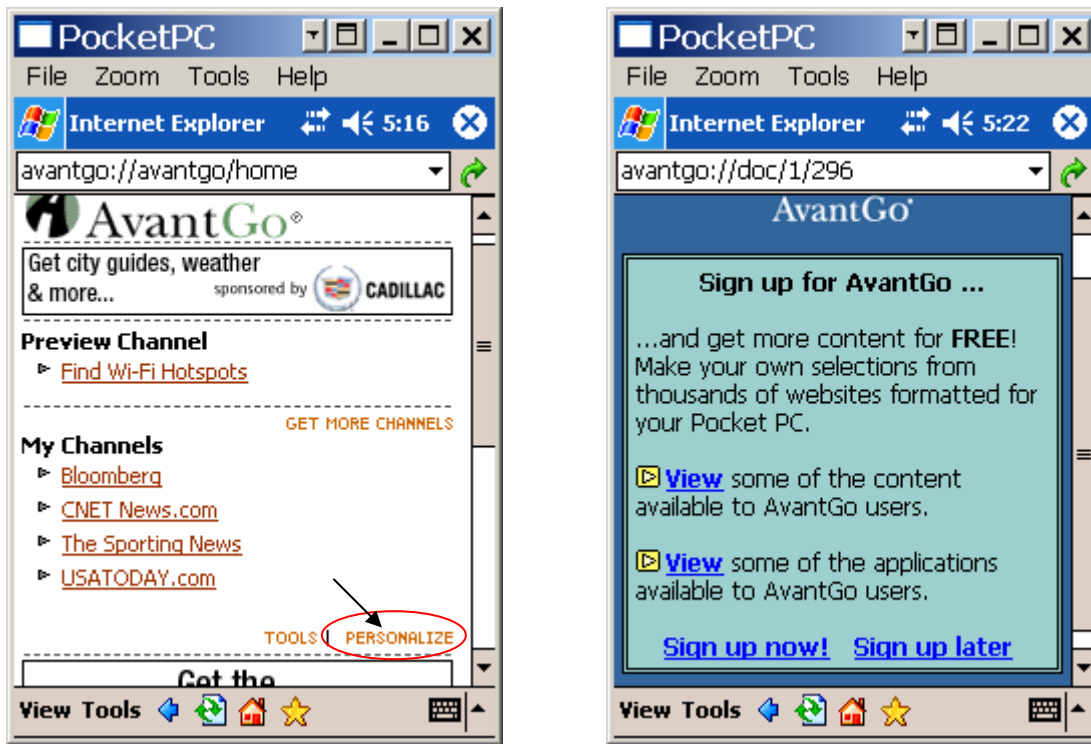 PocketPC
File Zoom Tools Help
Internet Explorer 5:16
avantgo://avantgo/home
AvantGo®
Get city guides, weather
& more... sponsored by CADILLAC
Preview Channel
Find Wi-Fi Hotspots
GET MORE CHANNELS
My Channels
Bloomberg
CNET News.com
The Sporting News
USATODAY.com
TOOLS | PERSONALIZE
Get the
View Tools
PocketPC
File Zoom Tools Help
Internet Explorer 5:22
avantgo://doc/1/296
AvantGo
Sign up for AvantGo ...
...and get more content for FREE!
Make your own selections from
thousands of websites formatted for
your Pocket PC.
View some of the content
available to AvantGo users.
View some of the applications
available to AvantGo users.
Sign up now! Sign up later
View Tools